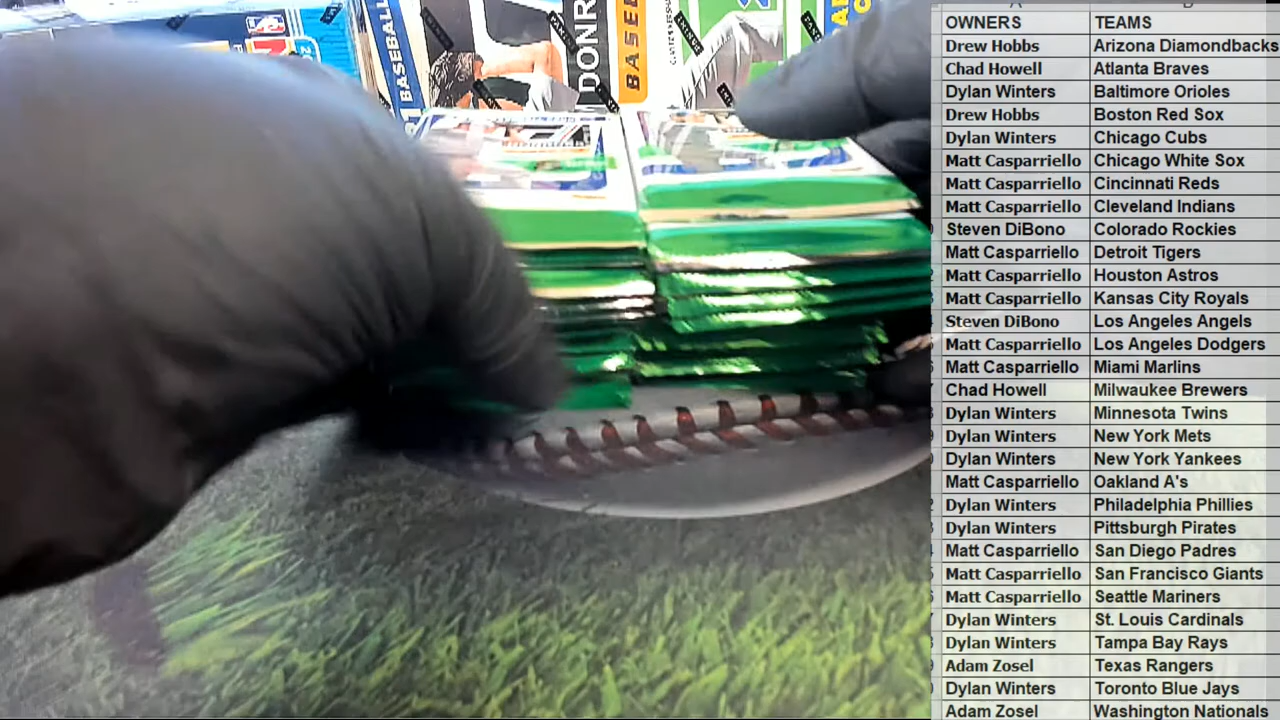 BASEBALL
DONR
BASE
OWNERS TEAMS
Drew Hobbs Arizona Diamondbacks
Chad Howell Atlanta Braves
Dylan Winters Baltimore Orioles
Drew Hobbs Boston Red Sox
Dylan Winters Chicago Cubs
Matt Casparriello Chicago White Sox
Matt Casparriello Cincinnati Reds
Matt Casparriello Cleveland Indians
Steven DiBono Colorado Rockies
Matt Casparriello Detroit Tigers
Matt Casparriello Houston Astros
Matt Casparriello Kansas City Royals
Steven DiBono Los Angeles Angels
Matt Casparriello Los Angeles Dodgers
Matt Casparriello Miami Marlins
Chad Howell Milwaukee Brewers
Dylan Winters Minnesota Twins
Dylan Winters New York Mets
Dylan Winters New York Yankees
Matt Casparriello Oakland A's
Dylan Winters Philadelphia Phillies
Dylan Winters Pittsburgh Pirates
Matt Casparriello San Diego Padres
Matt Casparriello San Francisco Giants
Matt Casparriello Seattle Mariners
Dylan Winters St. Louis Cardinals
Dylan Winters Tampa Bay Rays
Adam Zosel Texas Rangers
Dylan Winters Toronto Blue Jays
Adam Zosel Washington Nationals